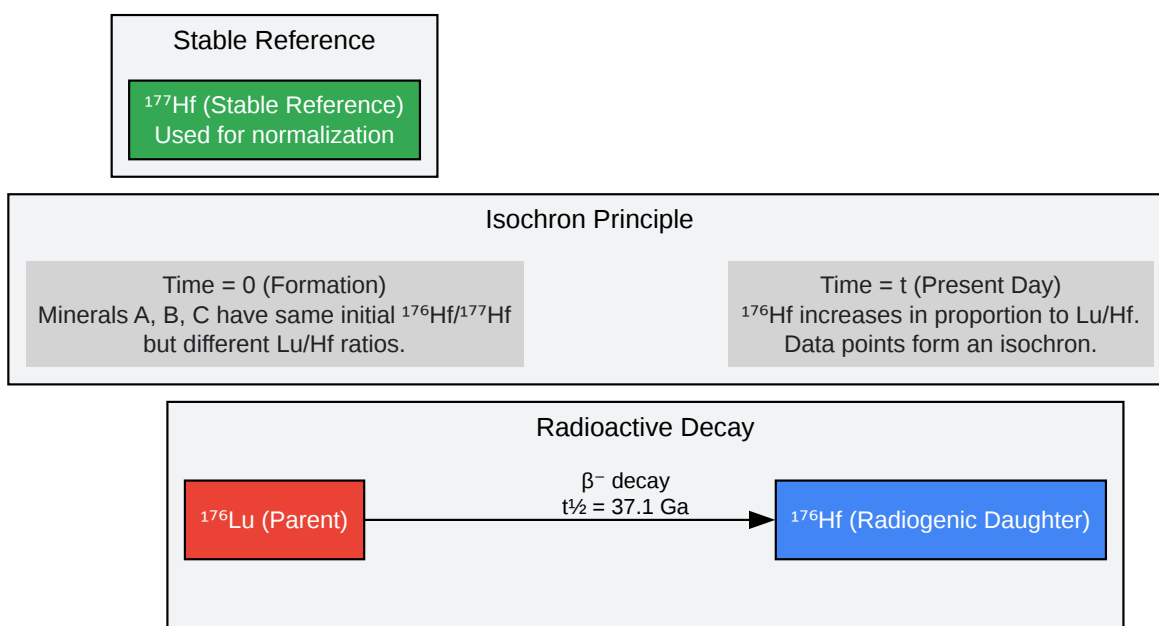 Stable Reference
¹⁷⁷Hf (Stable Reference)
Used for normalization
Isochron Principle
Time = 0 (Formation)
Minerals A, B, C have same initial ¹⁷⁶Hf/¹⁷⁷Hf
but different Lu/Hf ratios.
Time = t (Present Day)
¹⁷⁶Hf increases in proportion to Lu/Hf.
Data points form an isochron.
Radioactive Decay
¹⁷⁶Lu (Parent)
β⁻ decay
t½ = 37.1 Ga
¹⁷⁶Hf (Radiogenic Daughter)